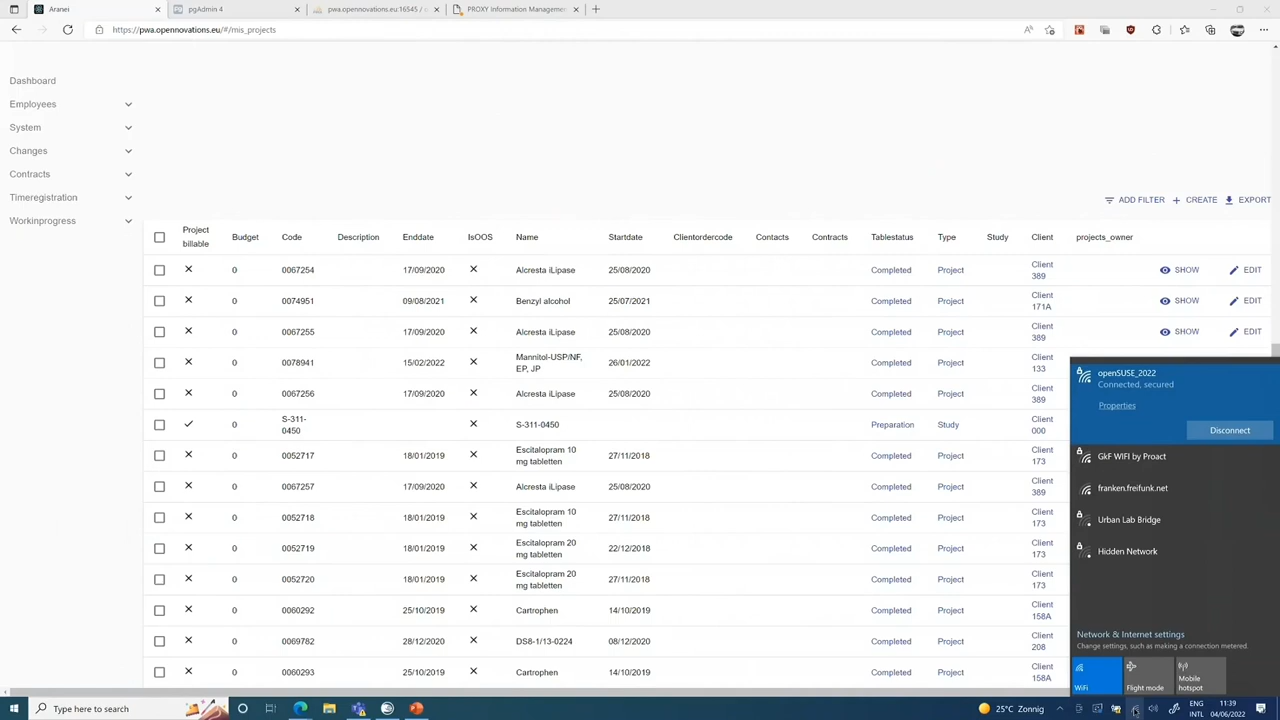 Aranei
pgAdmin 4
pwa.opennovations.eu:16545 /
PROXY Information Management
https://pwa.opennovations.eu/#/mis_projects
Dashboard
Employees
System
Changes
Contracts
Timeregistration
Workinprogress
ADD FILTER CREATE EXPORT
Project billable Budget Code Description Enddate IsOOS Name Startdate Clientordercode Contacts Contracts Tablestatus Type Study Client projects_owner
0 0067254 17/09/2020 Alcresta iLipase 25/08/2020 Completed Project Client 389 SHOW EDIT
0 0074951 09/08/2021 Benzyl alcohol 25/07/2021 Completed Project Client 171A SHOW EDIT
0 0067255 17/09/2020 Alcresta iLipase 25/08/2020 Completed Project Client 389 SHOW EDIT
0 0078941 15/02/2022 Mannitol-USP/NF, EP, JP 26/01/2022 Completed Project Client 133
0 0067256 17/09/2020 Alcresta iLipase 25/08/2020 Completed Project Client 389
0 S-311-0450 S-311-0450 Preparation Study Client 000
0 0052717 18/01/2019 Escitalopram 10 mg tabletten 27/11/2018 Completed Project Client 173
0 0067257 17/09/2020 Alcresta iLipase 25/08/2020 Completed Project Client 389
0 0052718 18/01/2019 Escitalopram 10 mg tabletten 27/11/2018 Completed Project Client 173
0 0052719 18/01/2019 Escitalopram 20 mg tabletten 22/12/2018 Completed Project Client 173
0 0052720 18/01/2019 Escitalopram 20 mg tabletten 27/11/2018 Completed Project Client 173
0 0060292 25/10/2019 Cartrophen 14/10/2019 Completed Project Client 158A
0 0069782 28/12/2020 DS8-1/13-0224 08/12/2020 Completed Project Client 208
0 0060293 25/10/2019 Cartrophen 14/10/2019 Completed Project Client 158A
openSUSE_2022
Connected, secured
Properties
Disconnect
GkF WIFI by Proact
franken.freifunk.net
Urban Lab Bridge
Hidden Network
Network & Internet settings
Change settings, such as making a connection metered.
WiFi
Flight mode
Mobile hotspot
Type here to search
25°C Zonnig
ENG
INTL
11:39
04/06/2022